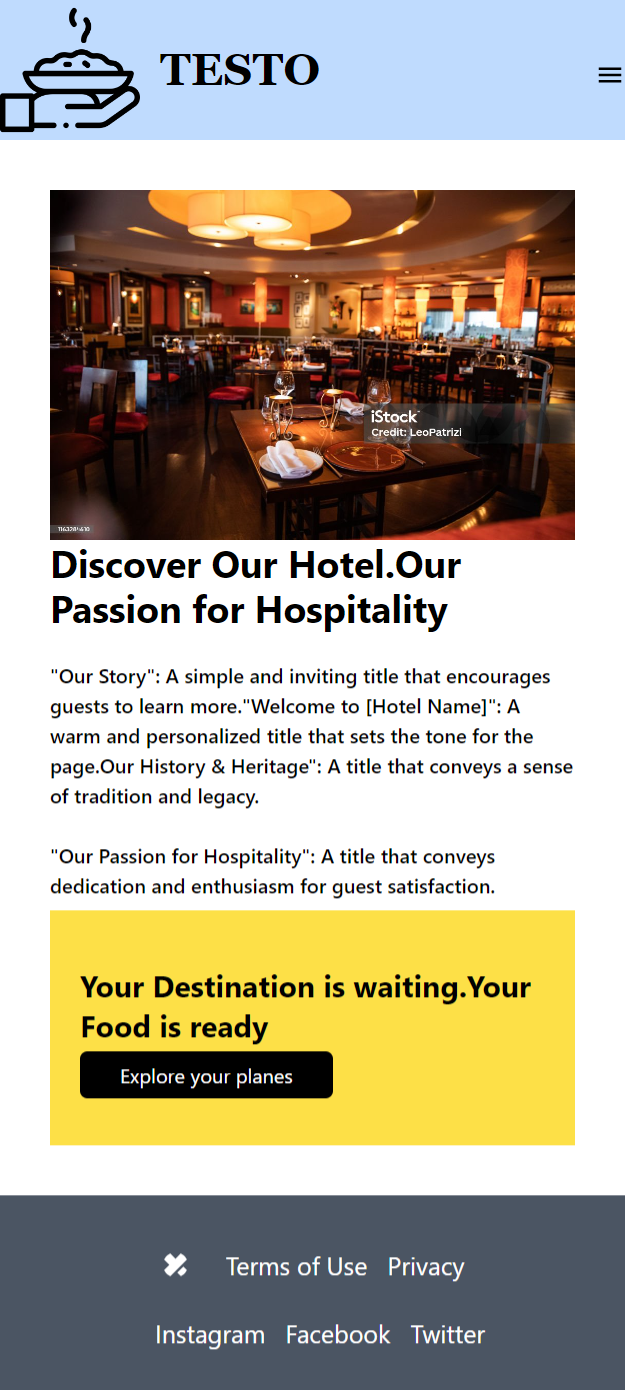 TESTO
iStock
Credit: LeoPatrizi
1163284610
Discover Our Hotel.Our
Passion for Hospitality
"Our Story": A simple and inviting title that encourages
guests to learn more."Welcome to [Hotel Name]": A
warm and personalized title that sets the tone for the
page.Our History & Heritage": A title that conveys a sense
of tradition and legacy.
"Our Passion for Hospitality": A title that conveys
dedication and enthusiasm for guest satisfaction.
Your Destination is waiting.Your
Food is ready
Explore your planes
Terms of Use Privacy
Instagram Facebook Twitter